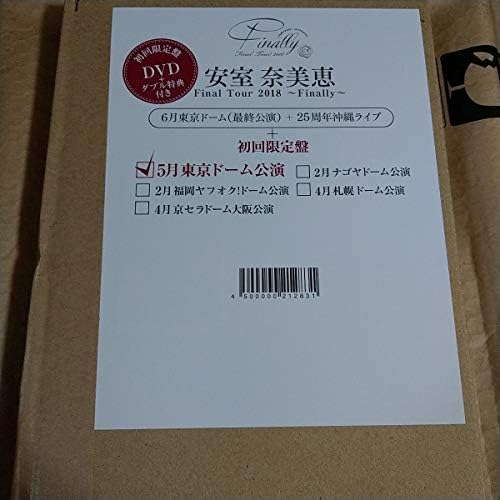 Finally
Final Tour 2018
初回限定盤
DVD
+
ダブル特典
付き
安室 奈美恵
Final Tour 2018 ～Finally～
6月東京ドーム(最終公演) + 25周年沖縄ライブ
+
初回限定盤
5月東京ドーム公演
2月ナゴヤドーム公演
2月福岡ヤフオク!ドーム公演
4月札幌ドーム公演
4月京セラドーム大阪公演
4 500000 212631